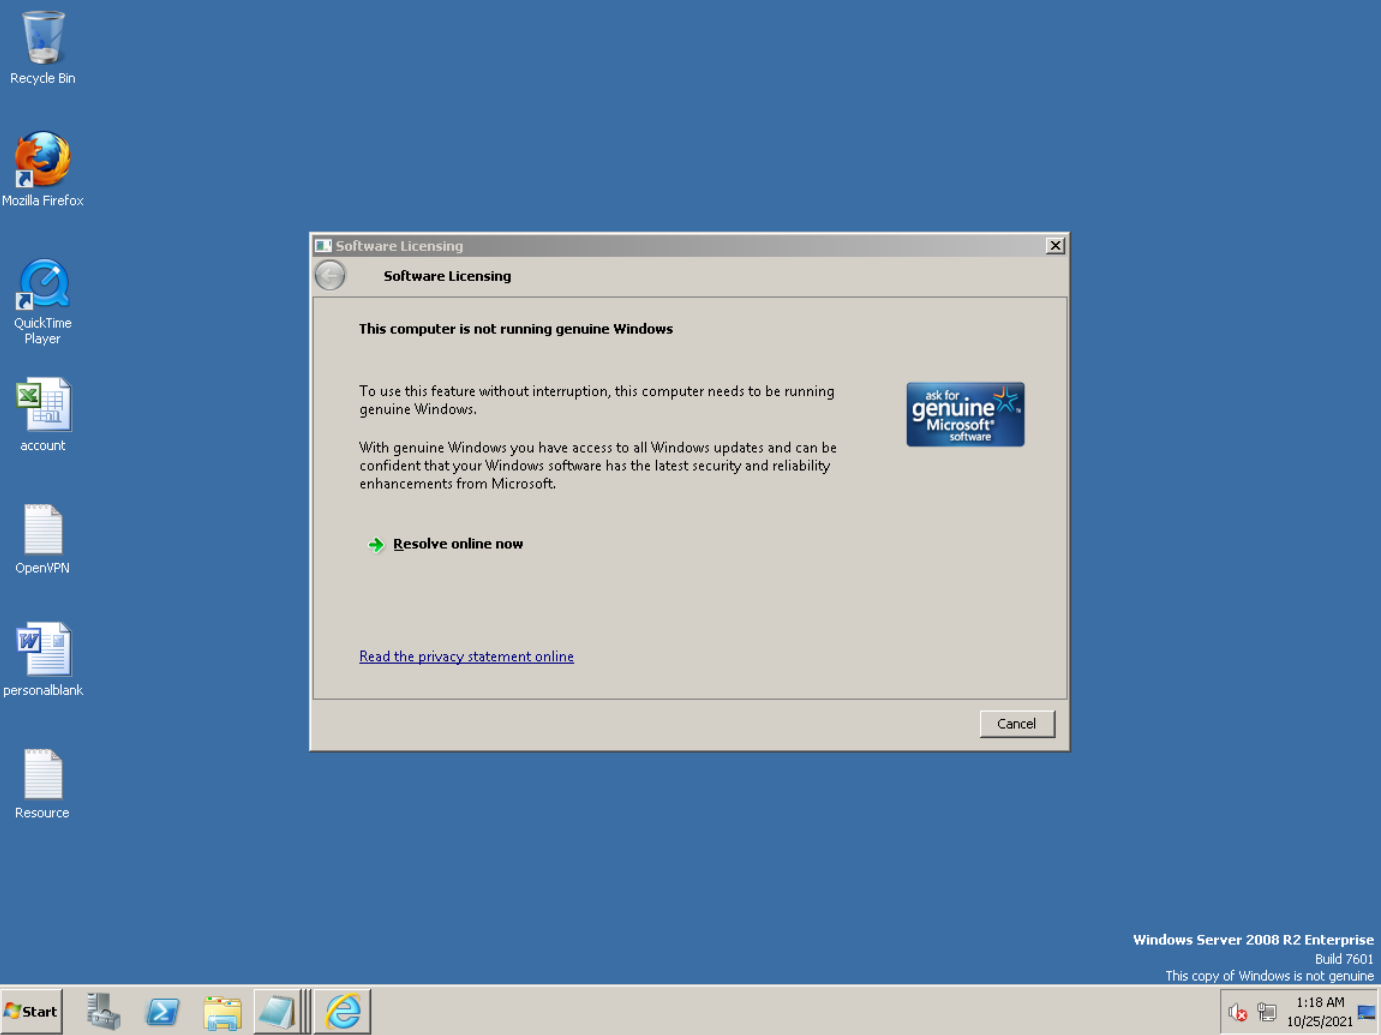 Recycle Bin
Mozilla Firefox
QuickTime
Player
account
OpenVPN
personalblank
Resource
Software Licensing
Software Licensing
This computer is not running genuine Windows
To use this feature without interruption, this computer needs to be running
genuine Windows.
With genuine Windows you have access to all Windows updates and can be
confident that your Windows software has the latest security and reliability
enhancements from Microsoft.
ask for
genuine™
Microsoft®
software
Resolve online now
Read the privacy statement online
Cancel
Windows Server 2008 R2 Enterprise
Build 7601
This copy of Windows is not genuine
Start
1:18 AM
10/25/2021